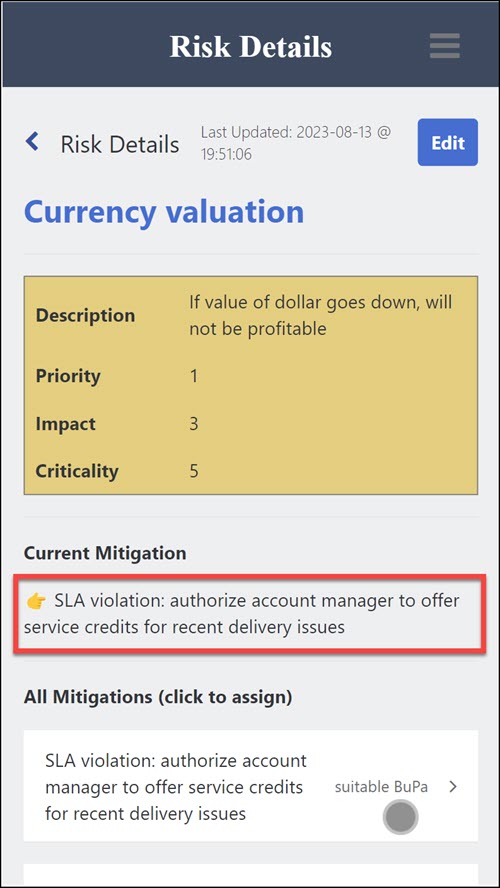 Risk Details
Risk Details
Last Updated: 2023-08-13 @
19:51:06
Edit
Currency valuation
Description
If value of dollar goes down, will
not be profitable
Priority
1
Impact
3
Criticality
5
Current Mitigation
👉 SLA violation: authorize account manager to offer
service credits for recent delivery issues
All Mitigations (click to assign)
SLA violation: authorize account
manager to offer service credits
for recent delivery issues
suitable BuPa